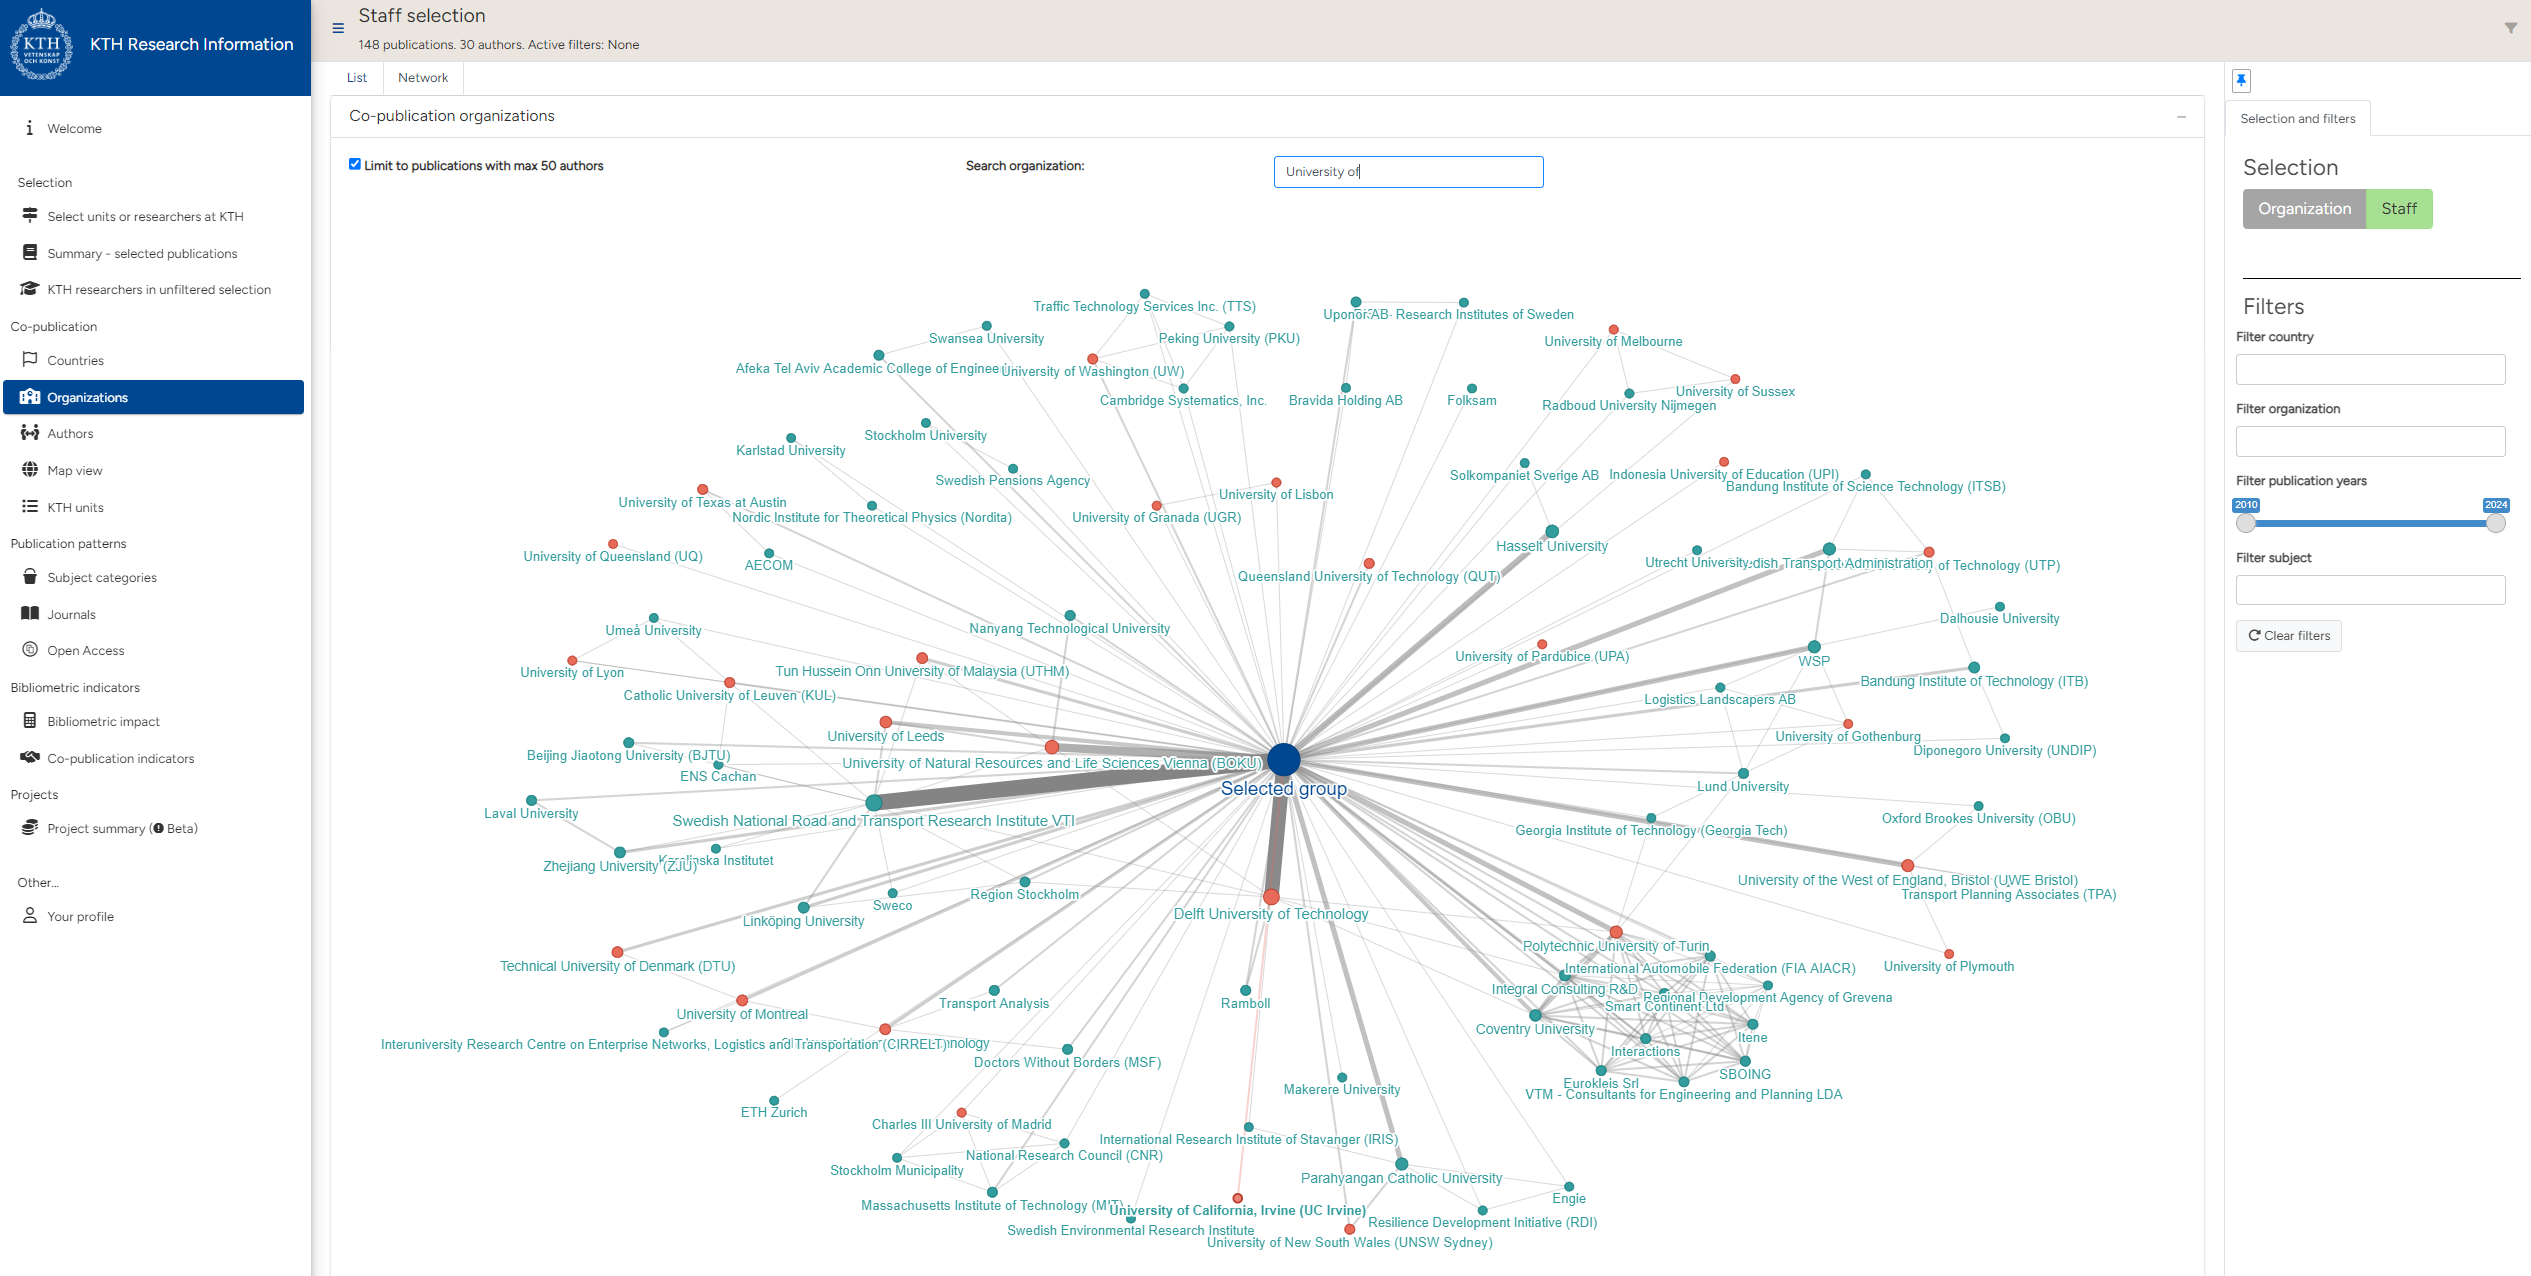 KTH
VETENSKAP
OCH KONST
KTH Research Information
Welcome
Selection
Select units or researchers at KTH
Summary - selected publications
KTH researchers in unfiltered selection
Co-publication
Countries
Organizations
Authors
Map view
KTH units
Publication patterns
Subject categories
Journals
Open Access
Bibliometric indicators
Bibliometric impact
Co-publication indicators
Projects
Project summary (Beta)
Other...
Your profile
Staff selection
148 publications. 30 authors. Active filters: None
List
Network
Co-publication organizations
Limit to publications with max 50 authors
Search organization:
University of
Traffic Technology Services Inc. (TTS)
Uponor AB
Research Institutes of Sweden
Swansea University
Peking University (PKU)
University of Melbourne
Afeka Tel Aviv Academic College of Enginee
University of Washington (UW)
Cambridge Systematics, Inc.
Bravida Holding AB
Folksam
University of Sussex
Radboud University Nijmegen
Stockholm University
Karlstad University
Swedish Pensions Agency
Solkompaniet Sverige AB
Indonesia University of Education (UPI)
Bandung Institute of Science Technology (ITSB)
University of Texas at Austin
University of Lisbon
Nordic Institute for Theoretical Physics (Nordita)
University of Granada (UGR)
Hasselt University
University of Queensland (UQ)
AECOM
Utrecht University
dish Transport Administration
of Technology (UTP)
Queensland University of Technology (QUT)
Dalhousie University
Umeå University
Nanyang Technological University
University of Pardubice (UPA)
WSP
University of Lyon
Tun Hussein Onn University of Malaysia (UTHM)
Bandung Institute of Technology (ITB)
Catholic University of Leuven (KUL)
Logistics Landscapers AB
University of Leeds
University of Gothenburg
Beijing Jiaotong University (BJTU)
Diponegoro University (UNDIP)
University of Natural Resources and Life Sciences Vienna (BOKU)
ENS Cachan
Selected group
Lund University
Laval University
Swedish National Road and Transport Research Institute VTI
Oxford Brookes University (OBU)
Georgia Institute of Technology (Georgia Tech)
Zhejiang University (ZJU)
Karolinska Institutet
University of the West of England, Bristol (UWE Bristol)
Transport Planning Associates (TPA)
Region Stockholm
Sweco
Linköping University
Delft University of Technology
Polytechnic University of Turin
Technical University of Denmark (DTU)
International Automobile Federation (FIA AIACR)
University of Plymouth
Integral Consulting R&D
Regional Development Agency of Grevena
Smart Continent Ltd
Transport Analysis
Ramboll
University of Montreal
Coventry University
Itene
Interuniversity Research Centre on Enterprise Networks, Logistics and Transportation (CIRRELT)
Interactions
Doctors Without Borders (MSF)
SBOING
Eurokleis Srl
Makerere University
VTM - Consultants for Engineering and Planning LDA
ETH Zurich
Charles III University of Madrid
International Research Institute of Stavanger (IRIS)
National Research Council (CNR)
Stockholm Municipality
Parahyangan Catholic University
Engie
Massachusetts Institute of Technology (MIT)
University of California, Irvine (UC Irvine)
Resilience Development Initiative (RDI)
Swedish Environmental Research Institute
University of New South Wales (UNSW Sydney)
Selection and filters
Selection
Organization
Staff
Filters
Filter country
Filter organization
Filter publication years
2010
2024
Filter subject
Clear filters